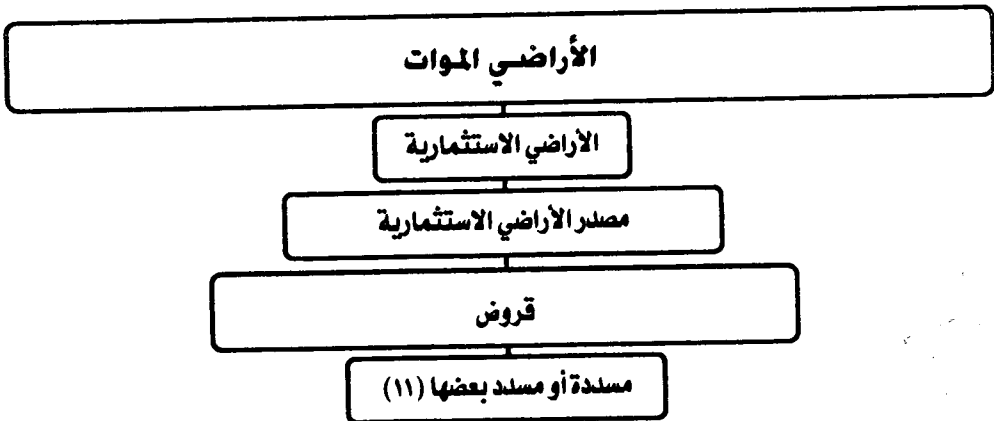 الأراضي الموات
الأراضي الاستثمارية
مصدر الأراضي الاستثمارية
قروض
مسددة أو مسدد بعضها (١١)